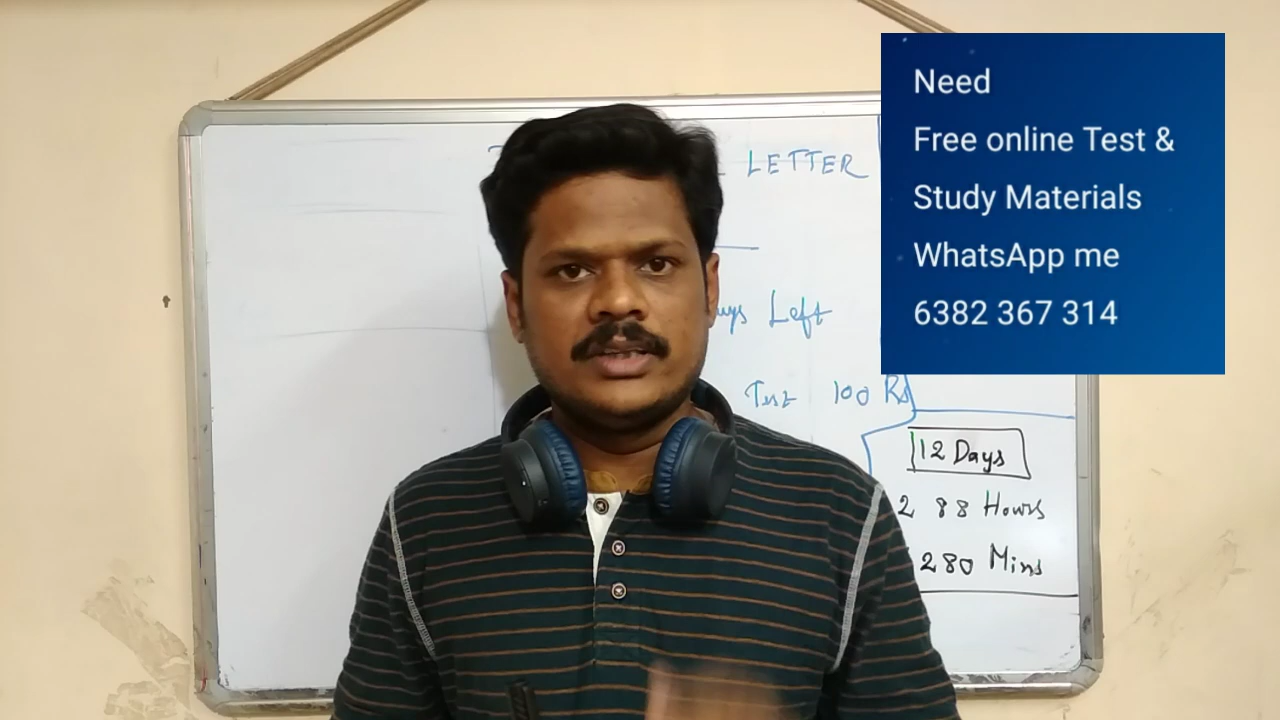 LETTER
Left
Test 100 Rs
12 Days
288 Hours
280 Mins
Need
Free online Test &
Study Materials
WhatsApp me
6382 367 314